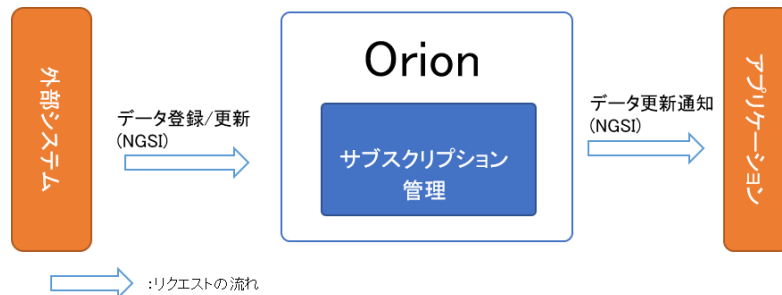 外部システム
データ登録/更新
(NGSI)
Orion
サブスクリプション
管理
データ更新通知
(NGSI)
アプリケーション
:リクエストの流れ